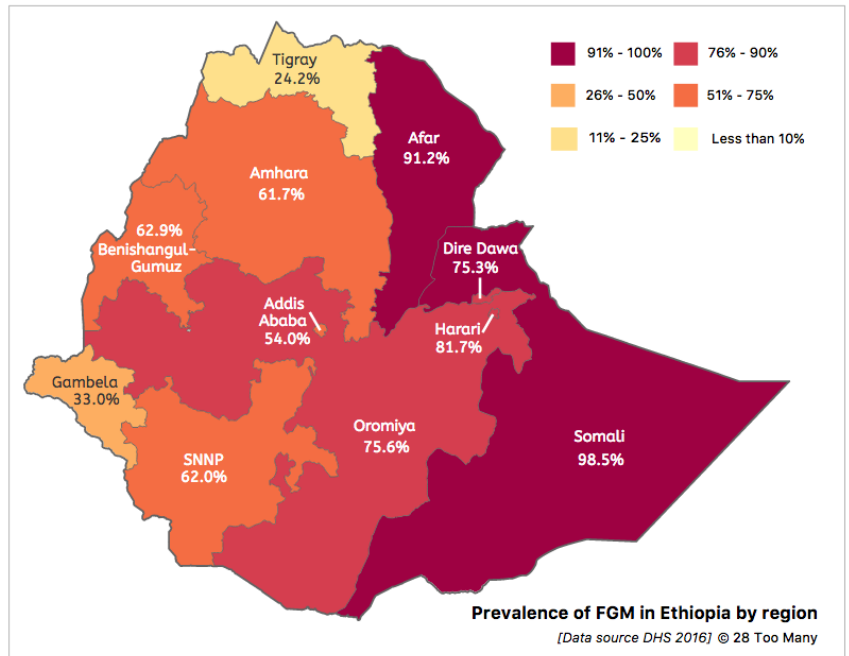 91% - 100%
76% - 90%
26% - 50%
51% - 75%
11% - 25%
Less than 10%
Tigray
24.2%
Afar
91.2%
Amhara
61.7%
62.9%
Benishangul-
Gumuz
Dire Dawa
75.3%
Addis
Ababa
54.0%
Harari
81.7%
Gambela
33.0%
Oromiya
75.6%
Somali
98.5%
SNNP
62.0%
Prevalence of FGM in Ethiopia by region
[Data source DHS 2016] © 28 Too Many